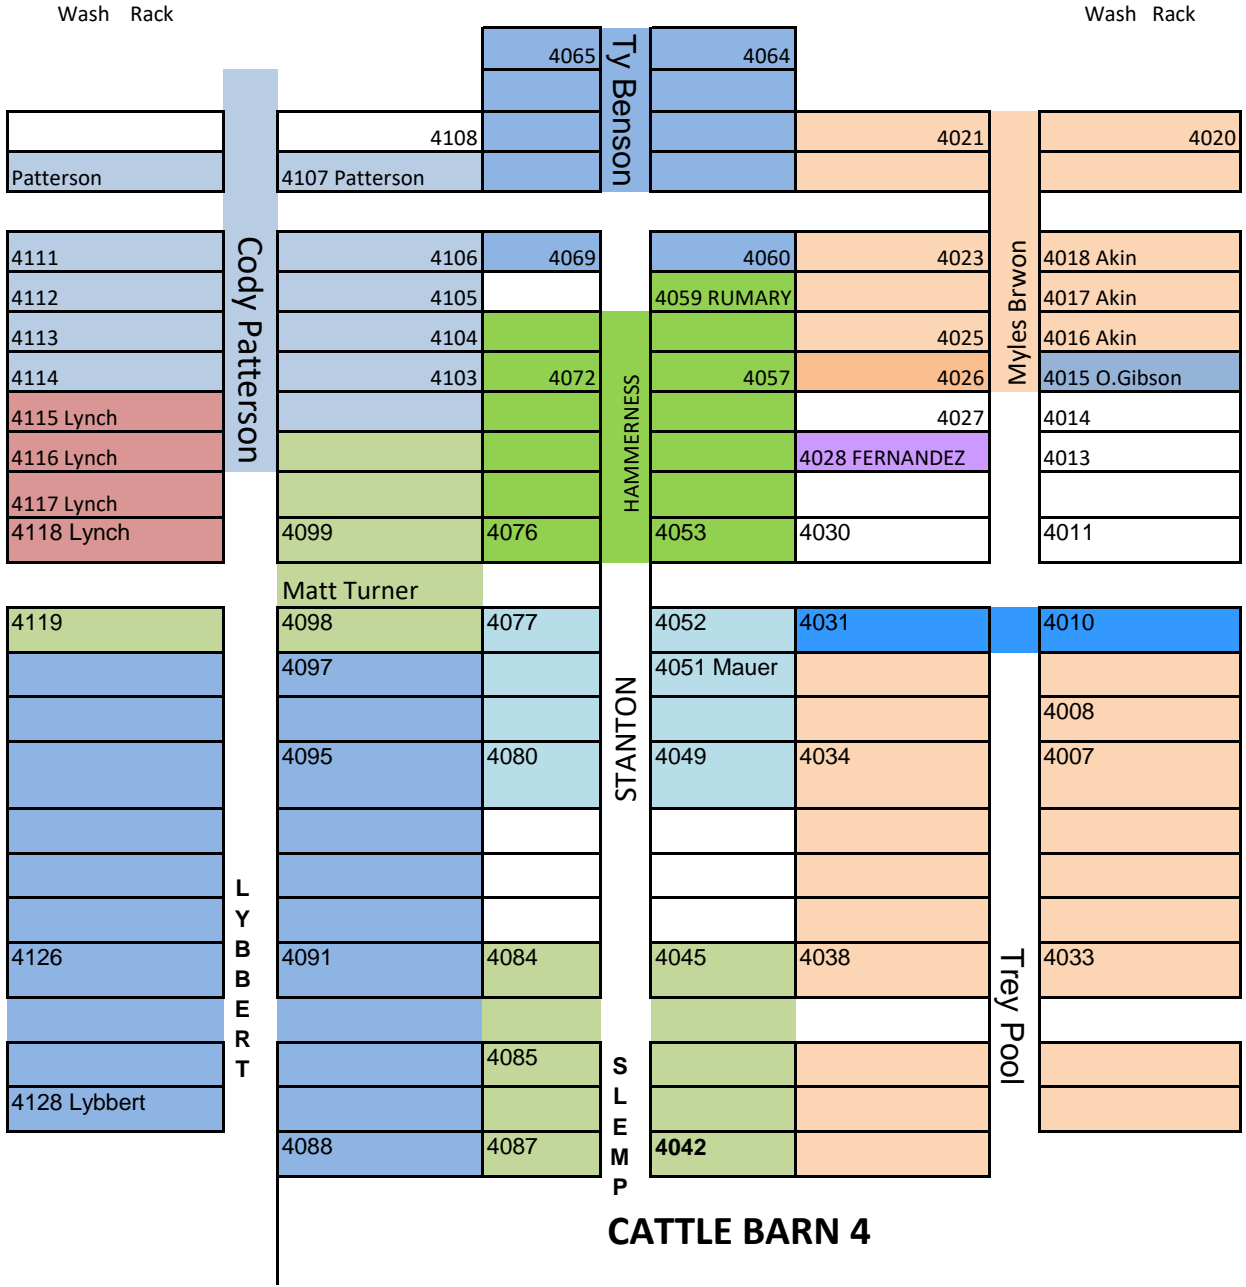 Wash Rack Wash Rack
4065 Ty Benson 4064
4108 4021 4020
Patterson 4107 Patterson
4111 Cody Patterson 4106 4069 4060 4023 Myles Brwon 4018 Akin
4112 4105 4059 RUMARY 4017 Akin
4113 4104 4025 4016 Akin
4114 4103 4072 HAMMERNESS 4057 4026 4015 O.Gibson
4115 Lynch 4027 4014
4116 Lynch 4028 FERNANDEZ 4013
4117 Lynch
4118 Lynch 4099 4076 4053 4030 4011
Matt Turner
4119 4098 4077 4052 4031 4010
4097 STANTON 4051 Mauer
4008
4095 4080 4049 4034 4007
LYBBERT
4126 4091 4084 4045 4038 Trey Pool 4033
4085 SLEMP
4128 Lybbert
4088 4087 4042
CATTLE BARN 4